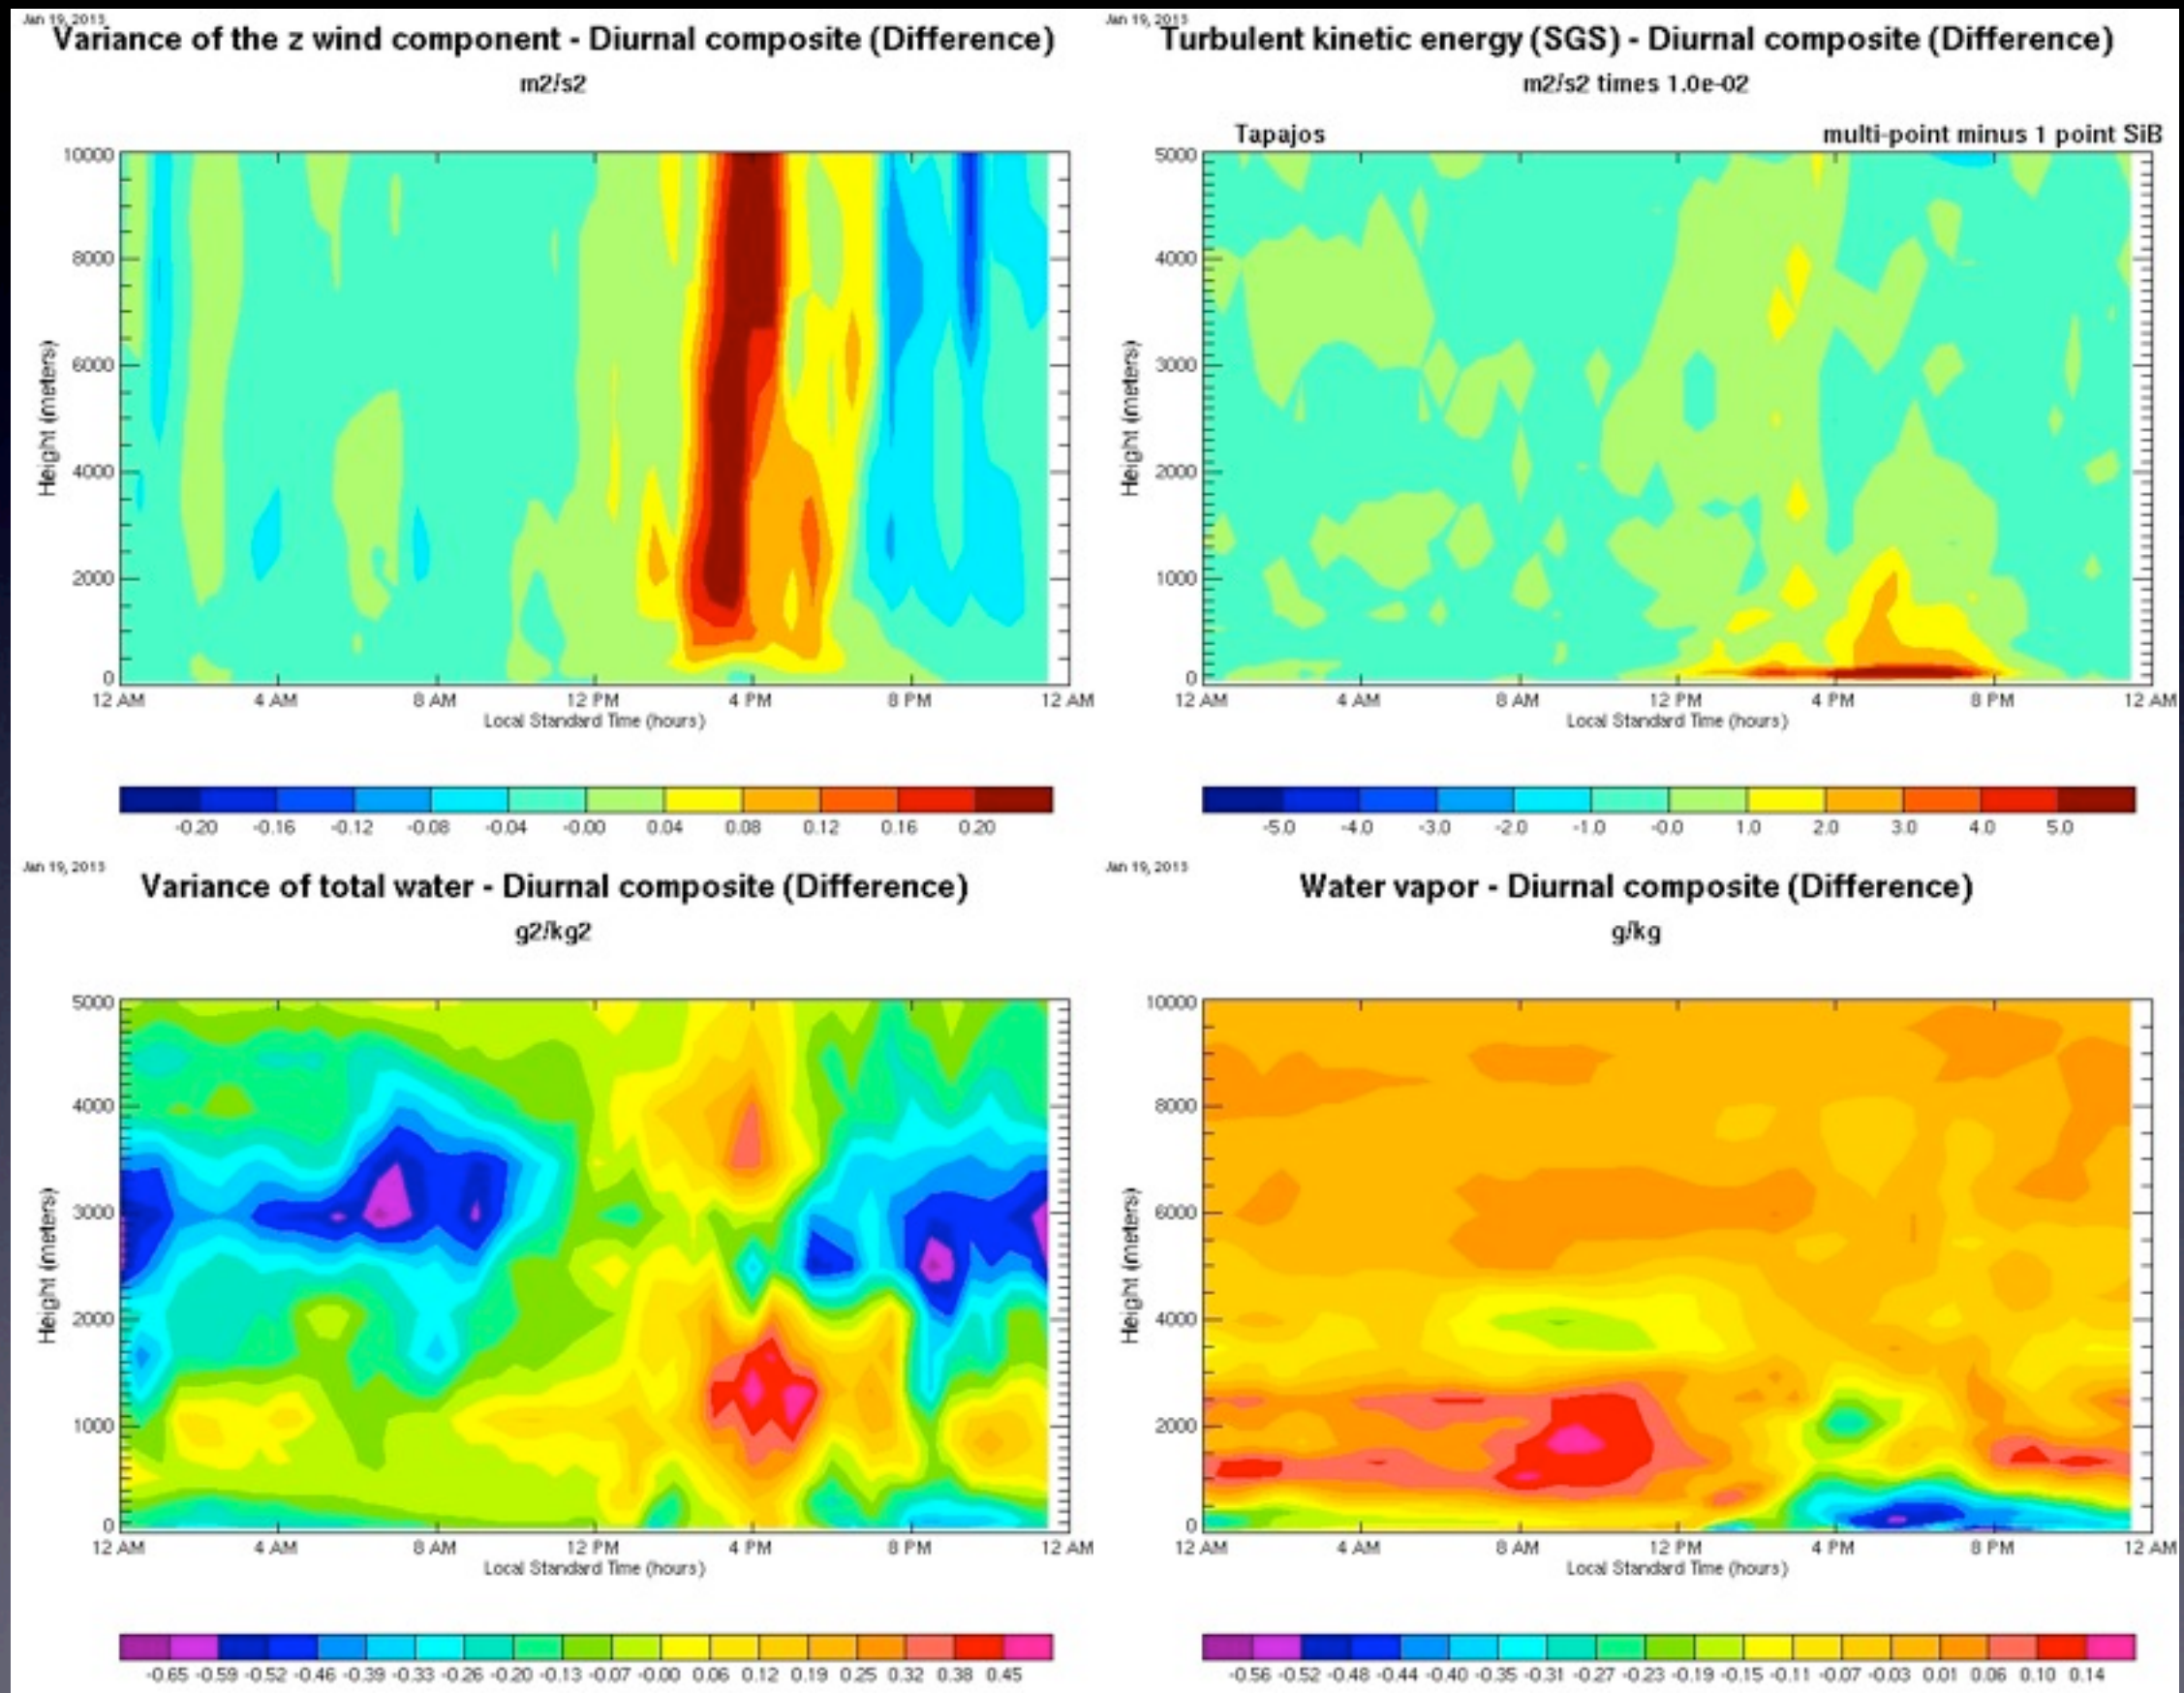 Jan 19, 2013
Variance of the z wind component - Diurnal composite (Difference)
m2/s2
10000
8000
6000
4000
2000
0
Height (meters)
12 AM 4 AM 8 AM 12 PM 4 PM 8 PM 12 AM
Local Standard Time (hours)
-0.20 -0.16 -0.12 -0.08 -0.04 -0.00 0.04 0.08 0.12 0.16 0.20
Jan 19, 2013
Turbulent kinetic energy (SGS) - Diurnal composite (Difference)
m2/s2 times 1.0e-02
Tapajos multi-point minus 1 point SiB
5000
4000
3000
2000
1000
0
Height (meters)
12 AM 4 AM 8 AM 12 PM 4 PM 8 PM 12 AM
Local Standard Time (hours)
-5.0 -4.0 -3.0 -2.0 -1.0 -0.0 1.0 2.0 3.0 4.0 5.0
Jan 19, 2013
Variance of total water - Diurnal composite (Difference)
g2/kg2
5000
4000
3000
2000
1000
0
Height (meters)
12 AM 4 AM 8 AM 12 PM 4 PM 8 PM 12 AM
Local Standard Time (hours)
-0.65 -0.59 -0.52 -0.46 -0.39 -0.33 -0.26 -0.20 -0.13 -0.07 -0.00 0.06 0.12 0.19 0.25 0.32 0.38 0.45
Jan 19, 2013
Water vapor - Diurnal composite (Difference)
g/kg
10000
8000
6000
4000
2000
0
Height (meters)
12 AM 4 AM 8 AM 12 PM 4 PM 8 PM 12 AM
Local Standard Time (hours)
-0.56 -0.52 -0.48 -0.44 -0.40 -0.35 -0.31 -0.27 -0.23 -0.19 -0.15 -0.11 -0.07 -0.03 0.01 0.06 0.10 0.14